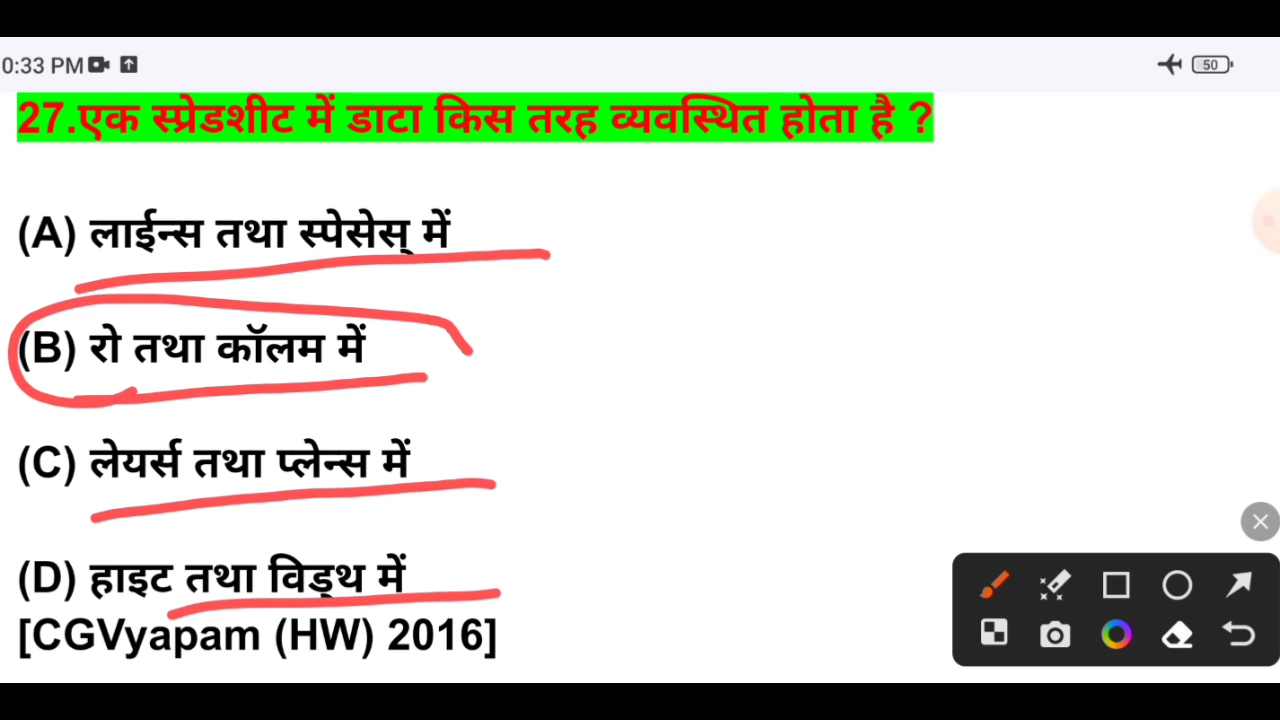 0:33 PM
50
27.एक स्प्रेडशीट में डाटा किस तरह व्यवस्थित होता है ?
(A) लाईन्स तथा स्पेसेस् में
(B) रो तथा कॉलम में
(C) लेयर्स तथा प्लेन्स में
(D) हाइट तथा विड्थ में
[CGVyapam (HW) 2016]